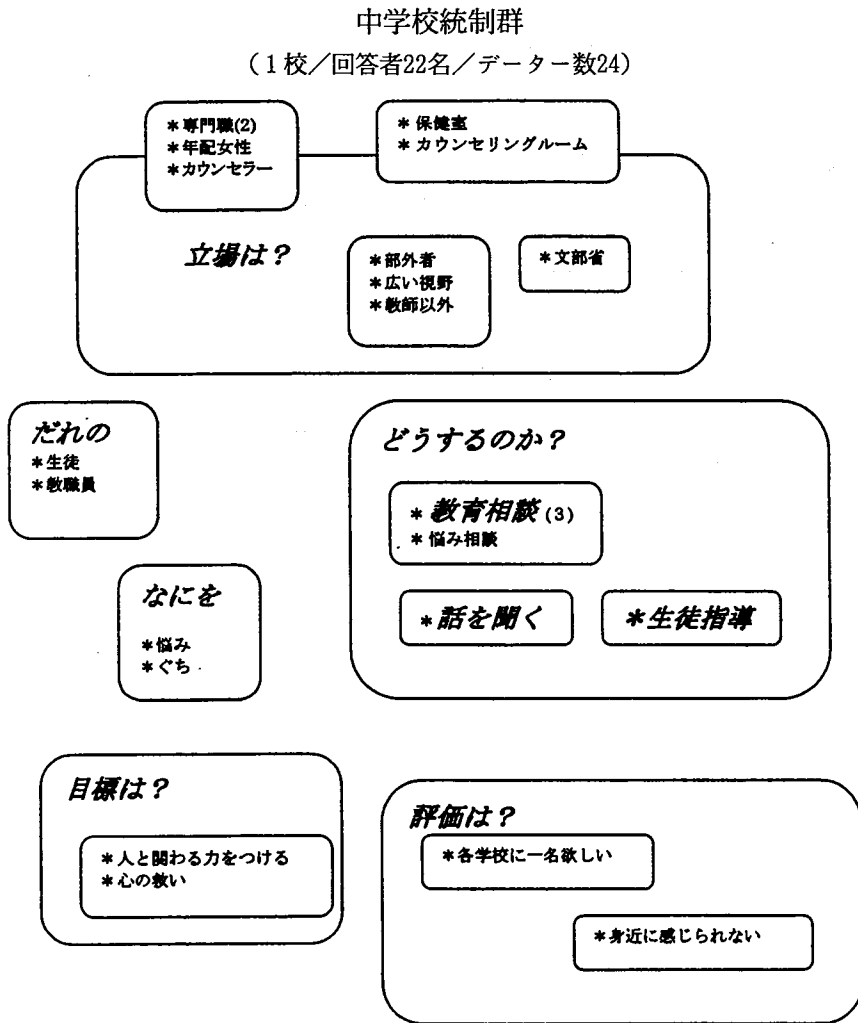 中学校統制群
(1校/回答者22名/データー数24)
＊専門職(2)
＊年配女性
＊カウンセラー
＊保健室
＊カウンセリングルーム
立場は？
＊部外者
＊広い視野
＊教師以外
＊文部省
だれの
＊生徒
＊教職員
どうするのか？
＊教育相談(3)
＊悩み相談
＊話を聞く
＊生徒指導
なにを
＊悩み
＊ぐち
目標は？
＊人と関わる力をつける
＊心の救い
評価は？
＊各学校に一名欲しい
＊身近に感じられない